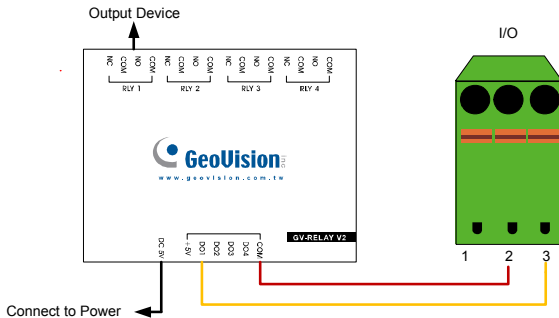 Output Device
I/O
NC COM NO COM NC COM NO COM NC COM NO COM NC COM NO COM
RLY 1 RLY 2 RLY 3 RLY 4
GeoVision inc
www.geovision.com.tw
GV-RELAY V2
DC 5V +5V DO1 DO2 DO3 DO4 COM
1 2 3
Connect to Power